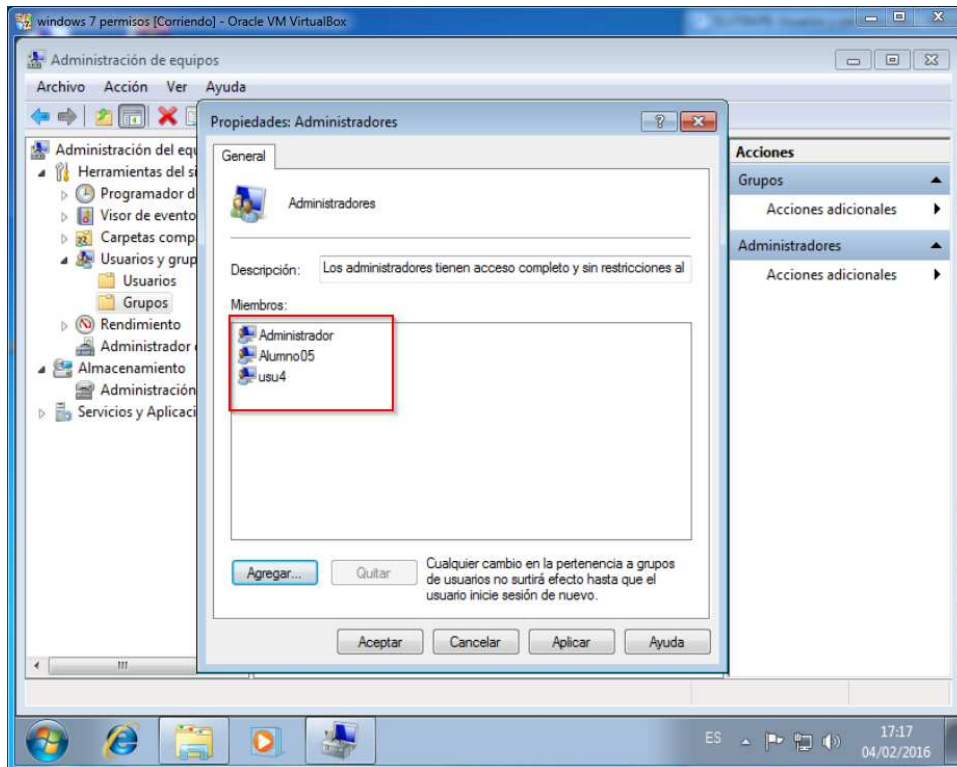 windows 7 permisos [Corriendo] - Oracle VM VirtualBox
Administración de equipos
Archivo Acción Ver Ayuda
Propiedades: Administradores
General
Administradores
Descripción: Los administradores tienen acceso completo y sin restricciones al
Miembros:
Administrador
Alumno05
usu4
Agregar... Quitar
Cualquier cambio en la pertenencia a grupos
de usuarios no surtirá efecto hasta que el
usuario inicie sesión de nuevo.
Aceptar Cancelar Aplicar Ayuda
Administración del equ
Herramientas del si
Programador d
Visor de evento
Carpetas comp
Usuarios y grup
Usuarios
Grupos
Rendimiento
Administrador
Almacenamiento
Administración
Servicios y Aplicaci
Acciones
Grupos
Acciones adicionales
Administradores
Acciones adicionales
ES
17:17
04/02/2016